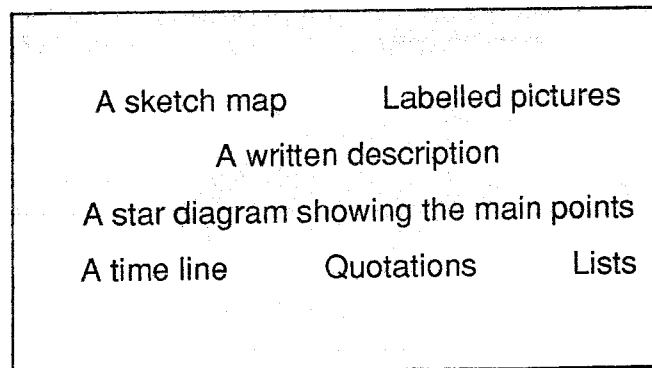 A sketch map Labelled pictures
A written description
A star diagram showing the main points
A time line Quotations Lists